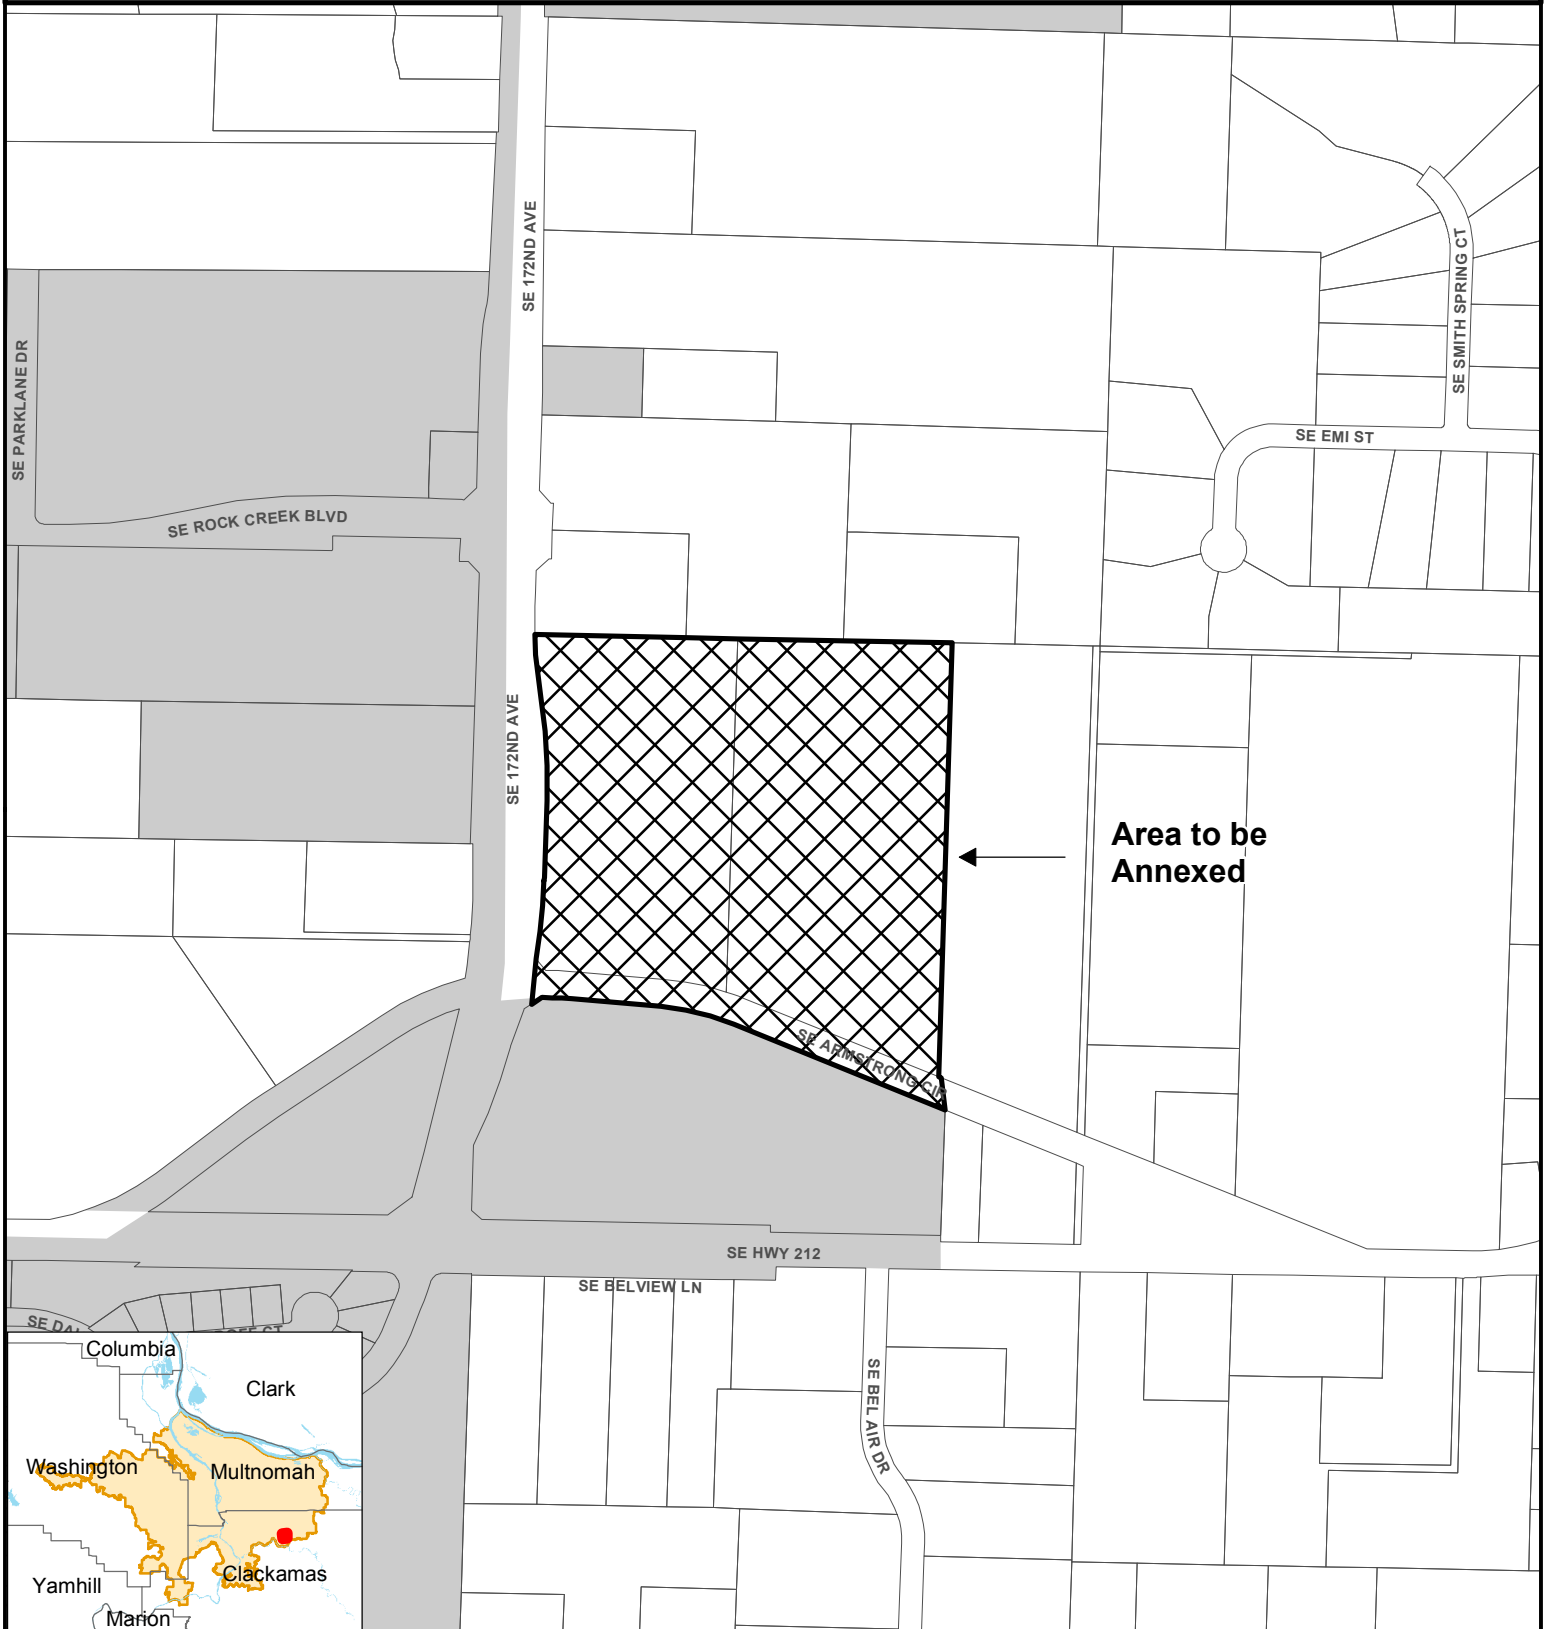 SE 172ND AVE
SE SMITH SPRING CT
SE PARKLANE DR
SE EMI ST
SE ROCK CREEK BLVD
SE 172ND AVE
Area to be
Annexed
SE ARMSTRONG CIR
SE HWY 212
SE BELVIEW LN
SE BEL AIR DR
Columbia
Clark
Washington
Multnomah
Clackamas
Yamhill
Marion